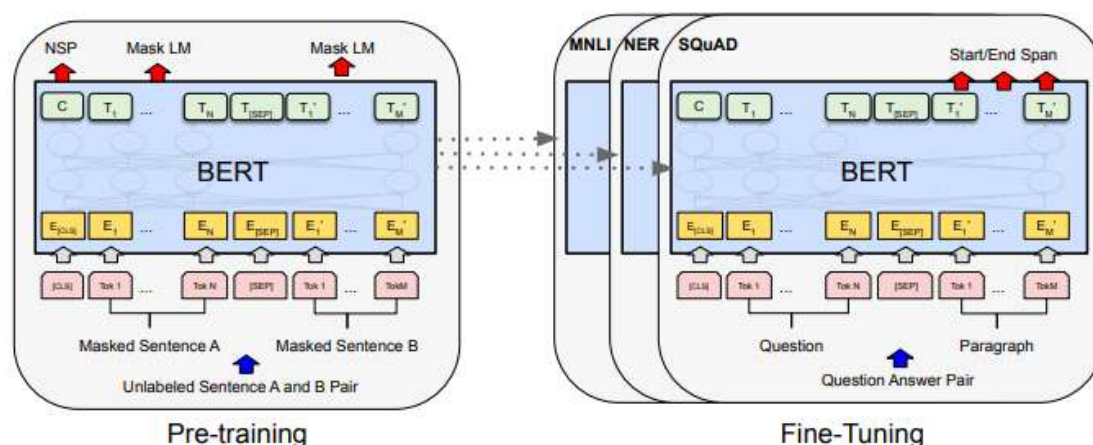 NSP Mask LM Mask LM
C T1 ... TN T[SEP] T1' ... TM'
BERT
E[CLS] E1 ... EN E[SEP] E1' ... EM'
[CLS] Tok 1 ... Tok N [SEP] Tok 1 ... TokM
Masked Sentence A Masked Sentence B
Unlabeled Sentence A and B Pair
Pre-training
MNLI NER SQuAD
Start/End Span
C T1 ... TN T[SEP] T1' ... TM'
BERT
E[CLS] E1 ... EN E[SEP] E1' ... EM'
[CLS] Tok 1 ... Tok N [SEP] Tok 1 ... TokM
Question Paragraph
Question Answer Pair
Fine-Tuning